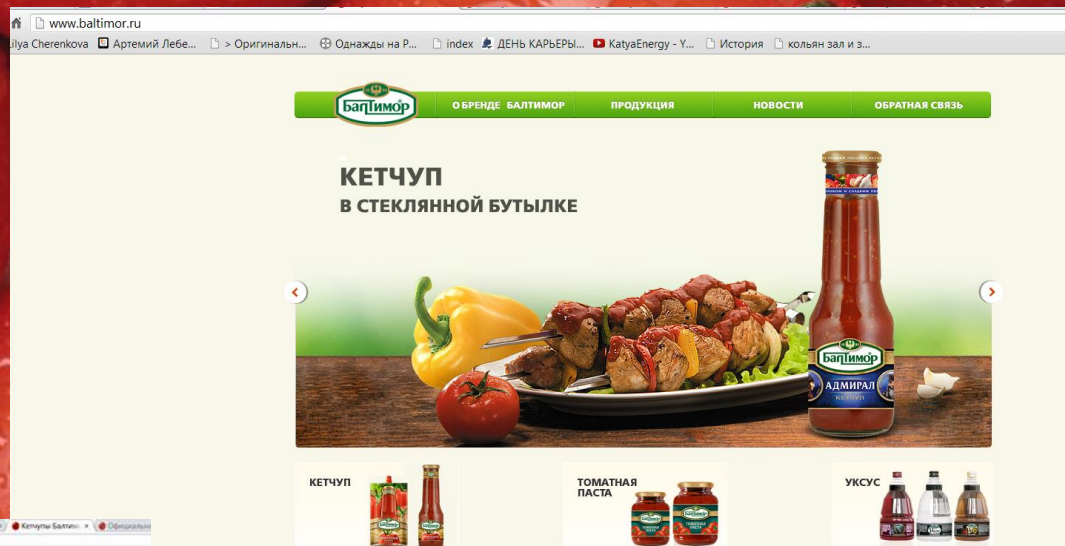 www.baltimor.ru
ilya Cherenkova Артемий Лебе... > Оригинальн... Однажды на Р... index ДЕНЬ КАРЬЕРЫ... KatyaEnergy - Y... История кольян зал и з...
Балтимор О БРЕНДЕ БАЛТИМОР ПРОДУКЦИЯ НОВОСТИ ОБРАТНАЯ СВЯЗЬ
КЕТЧУП
В СТЕКЛЯННОЙ БУТЫЛКЕ
Балтимор
АДМИРАЛ
КЕТЧУП
КЕТЧУП
ТОМАТНАЯ
ПАСТА
УКСУС
Кетчупы Балтим Официальн